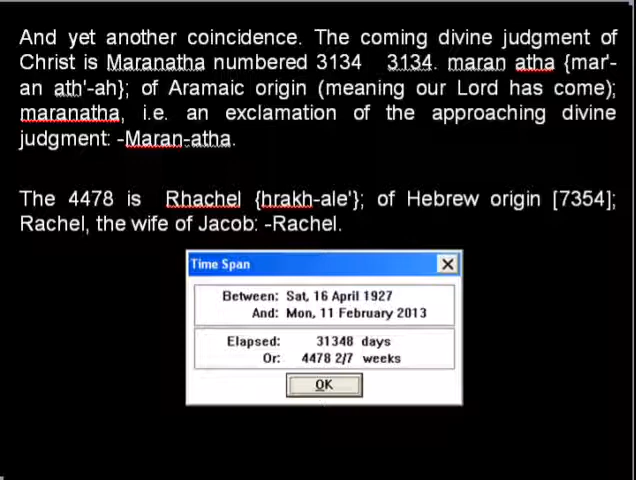 And yet another coincidence. The coming divine judgment of
Christ is Maranatha numbered 3134 3134. maran atha {mar'-
an ath'-ah}; of Aramaic origin (meaning our Lord has come);
maranatha, i.e. an exclamation of the approaching divine
judgment: -Maran-atha.
The 4478 is Rhachel {hrakh-ale'}; of Hebrew origin [7354];
Rachel, the wife of Jacob: -Rachel.
Time Span
Between: Sat, 16 April 1927
And: Mon, 11 February 2013
Elapsed: 31348 days
Or: 4478 2/7 weeks
OK